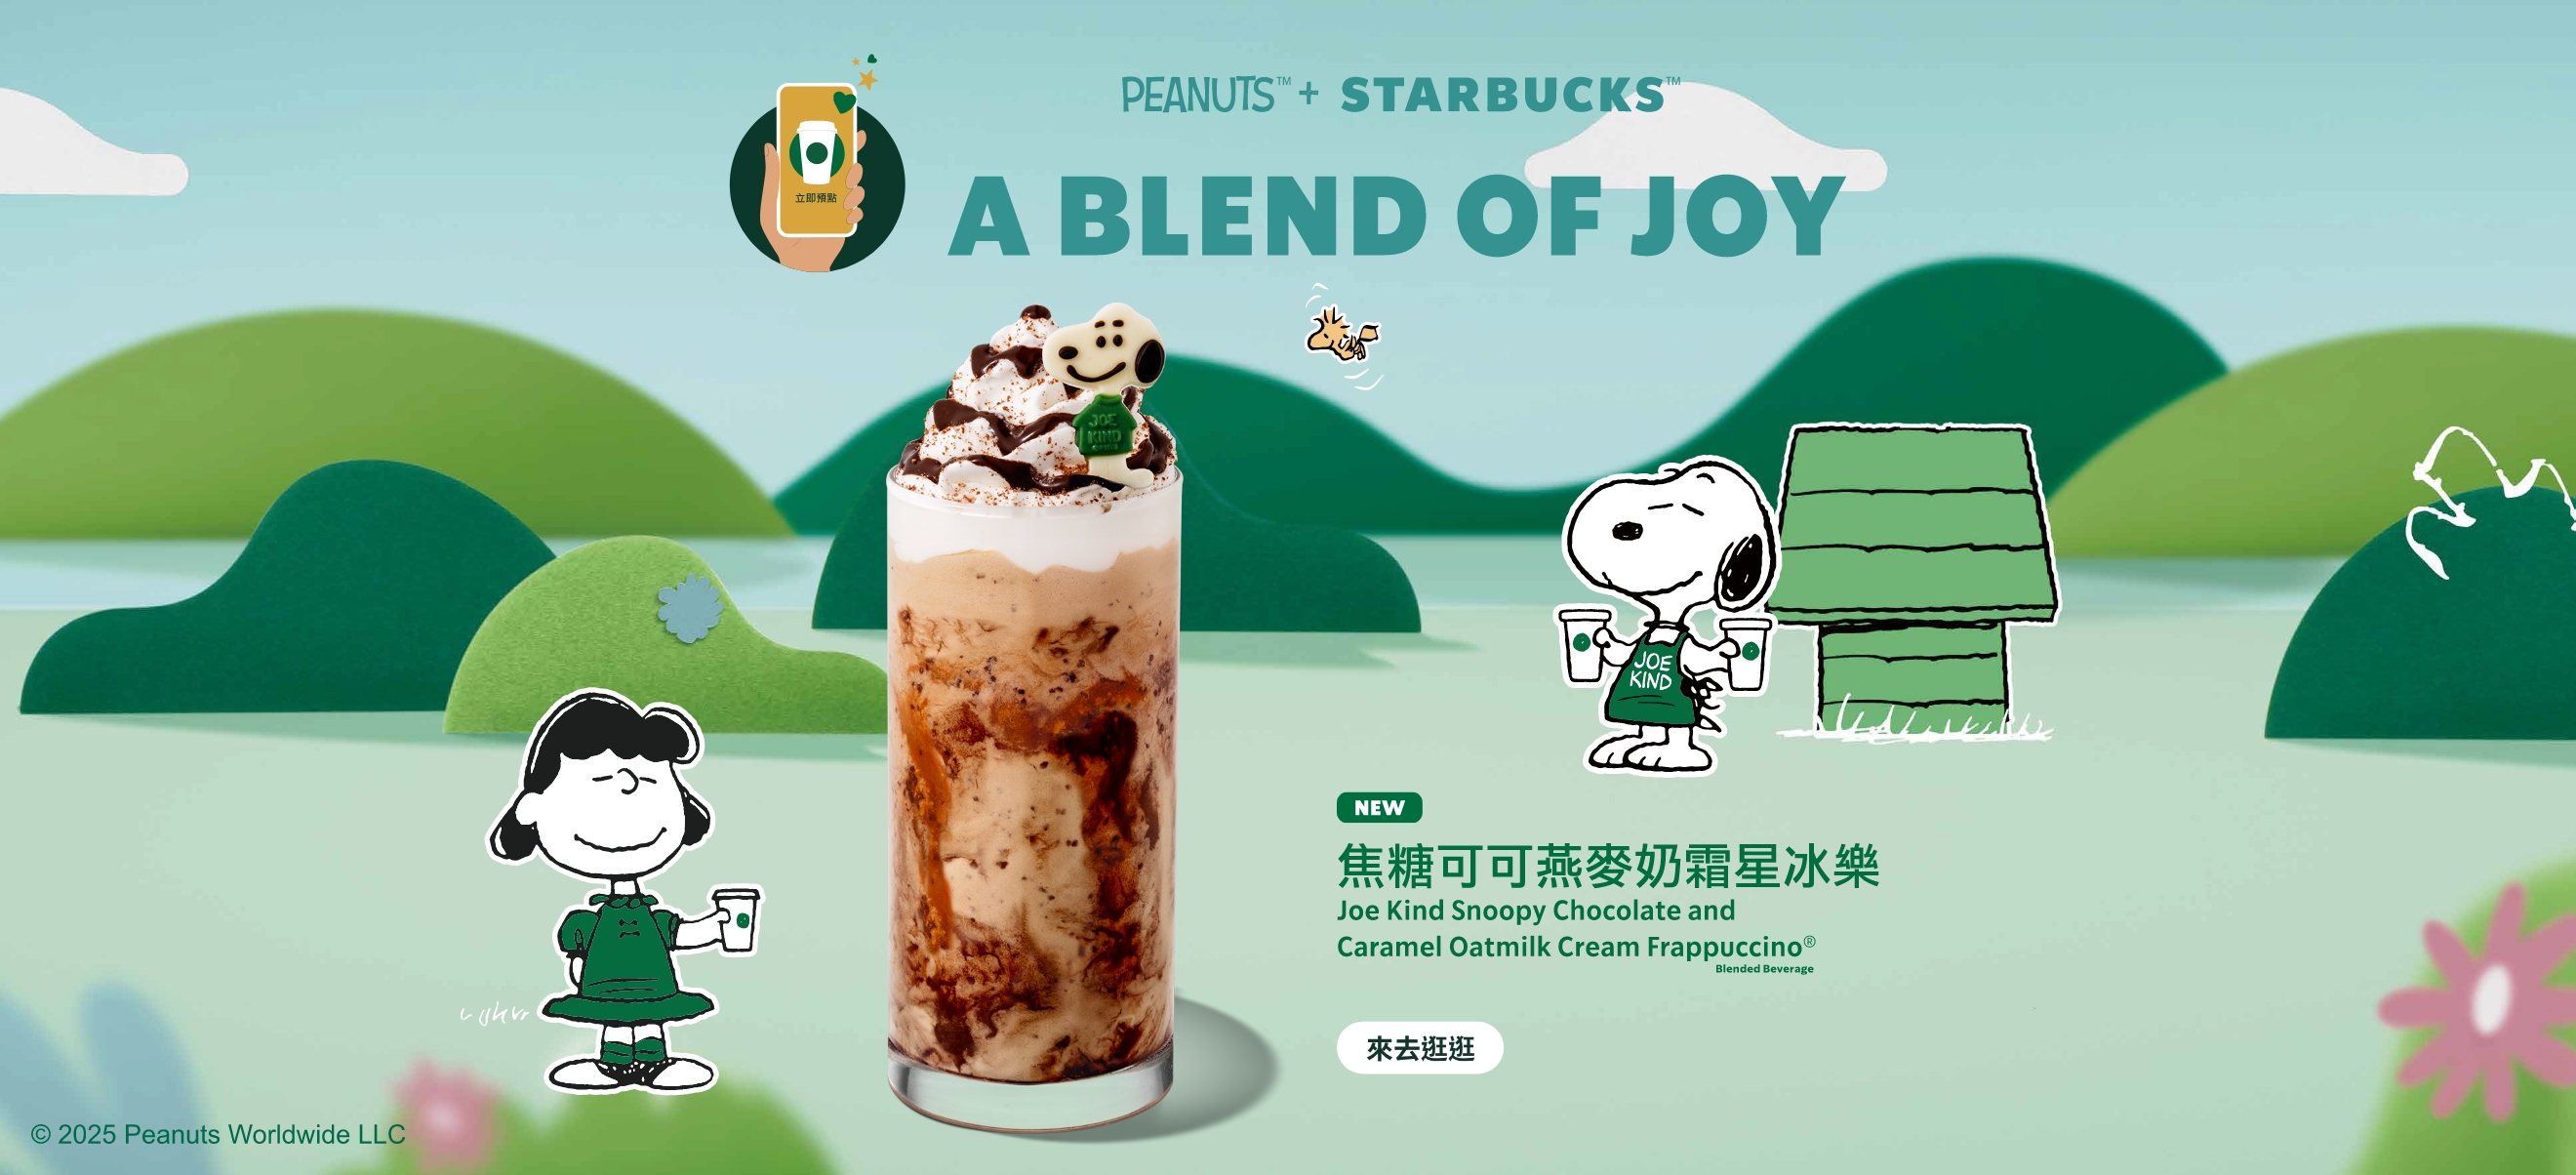 PEANUTS™ + STARBUCKS™
立即預點
A BLEND OF JOY
JOE
KIND
JOE
KIND
NEW
焦糖可可燕麥奶霜星冰樂
Joe Kind Snoopy Chocolate and
Caramel Oatmilk Cream Frappuccino®
Blended Beverage
來去逛逛
© 2025 Peanuts Worldwide LLC